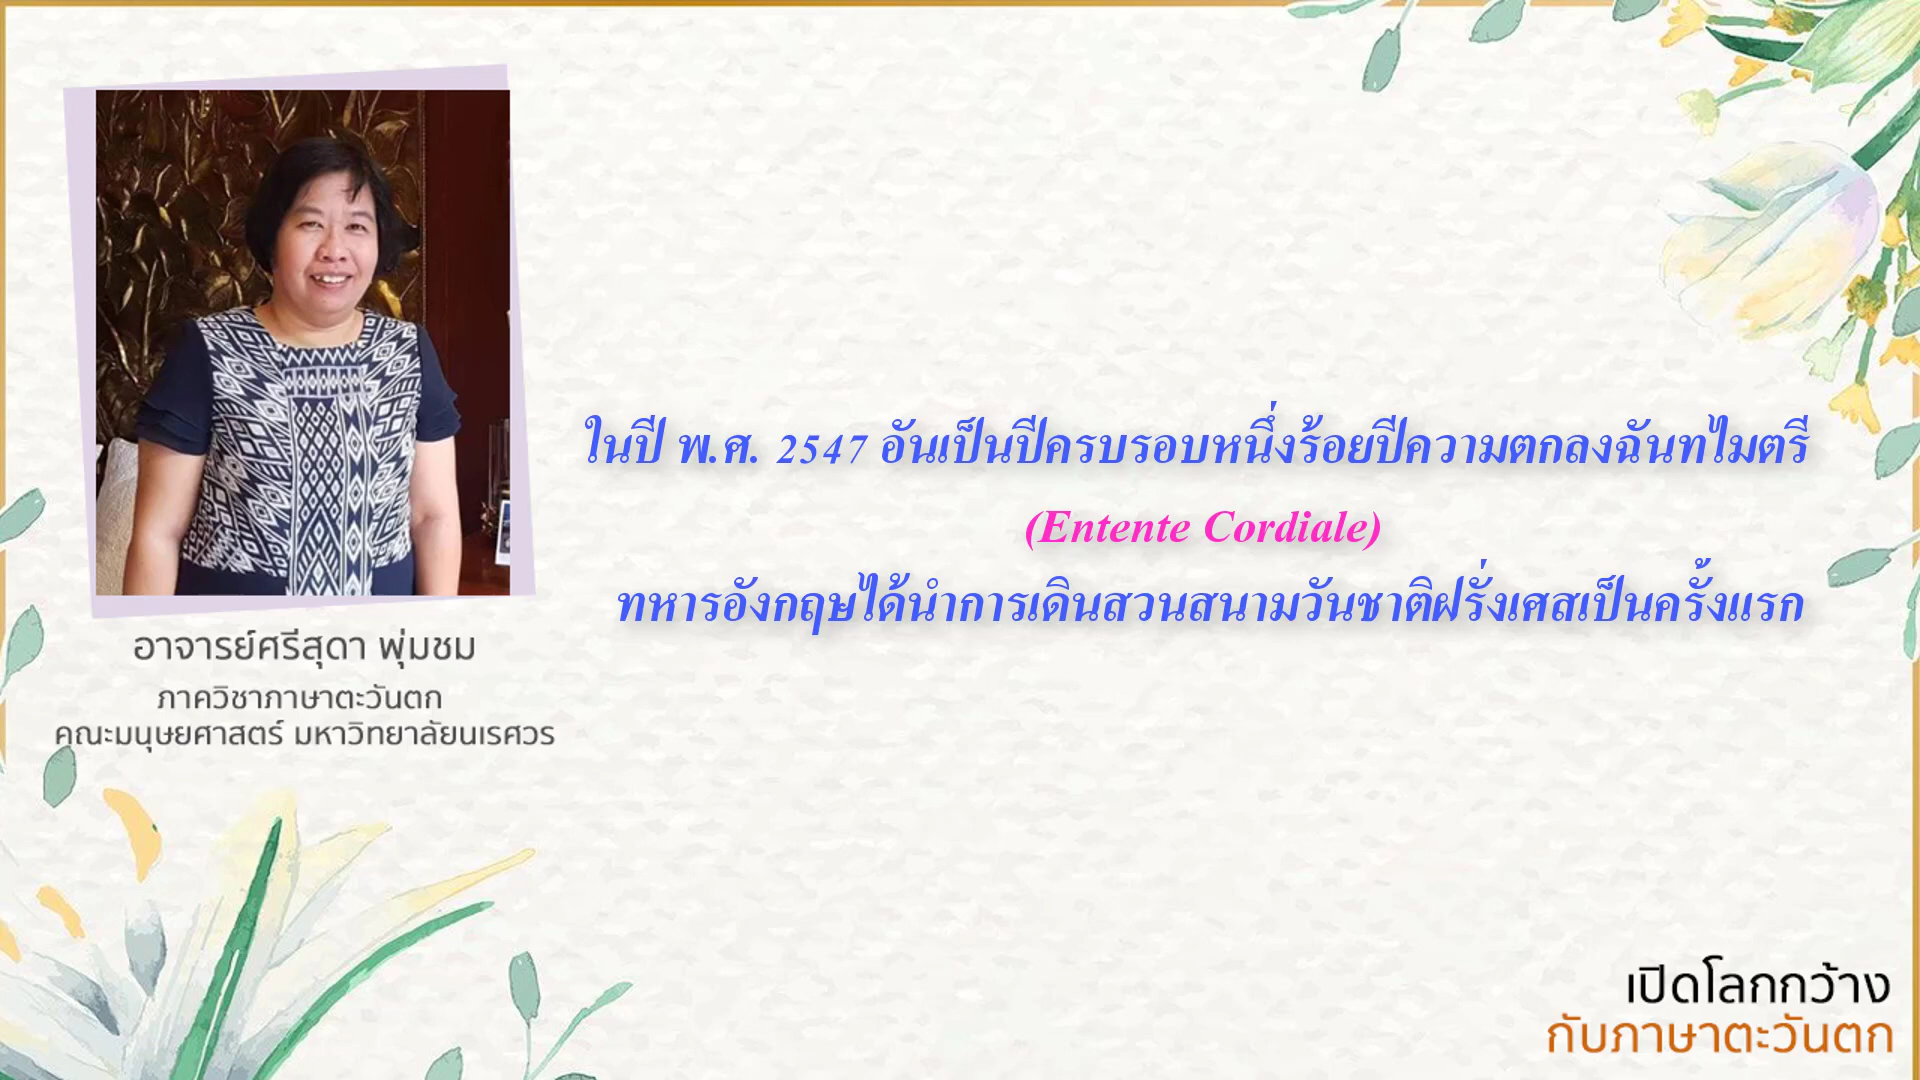 ในปี พ.ศ. 2547 อันเป็นปีครบรอบหนึ่งร้อยปีความตกลงฉันทไมตรี
(Entente Cordiale)
ทหารอังกฤษได้นำการเดินสวนสนามวันชาติฝรั่งเศสเป็นครั้งแรก
อาจารย์ศรีสุดา พุ่มชม
ภาควิชาภาษาตะวันตก
คณะมนุษยศาสตร์ มหาวิทยาลัยนเรศวร
เปิดโลกกว้าง
กับภาษาตะวันตก